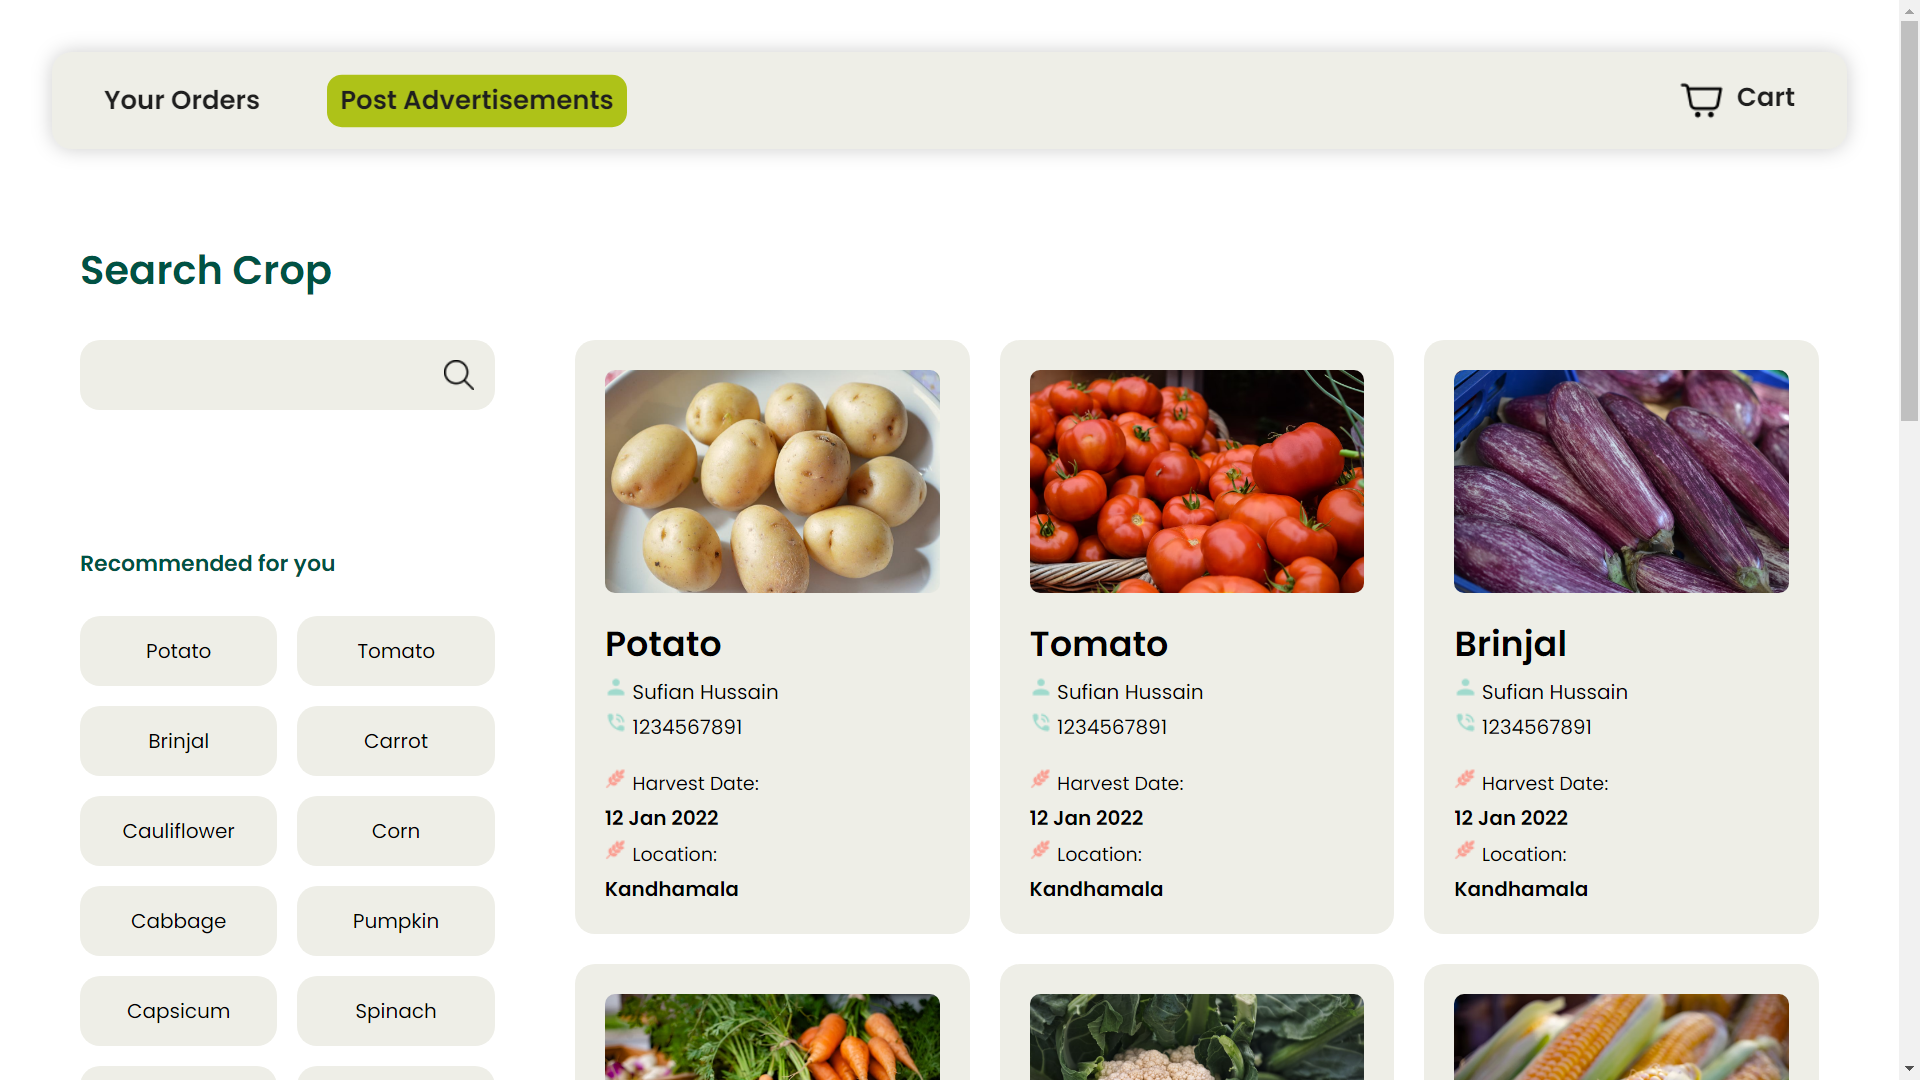 Your Orders
Post Advertisements
Cart
Search Crop
Recommended for you
Potato
Tomato
Brinjal
Carrot
Cauliflower
Corn
Cabbage
Pumpkin
Capsicum
Spinach
Potato
Sufian Hussain
1234567891
Harvest Date:
12 Jan 2022
Location:
Kandhamala
Tomato
Sufian Hussain
1234567891
Harvest Date:
12 Jan 2022
Location:
Kandhamala
Brinjal
Sufian Hussain
1234567891
Harvest Date:
12 Jan 2022
Location:
Kandhamala